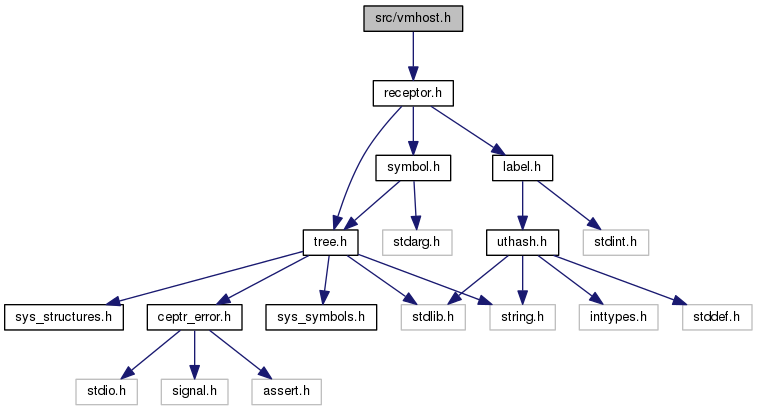 src/vmhost.h
receptor.h
symbol.h
label.h
tree.h
stdarg.h
uthash.h
stdint.h
sys_structures.h
ceptr_error.h
sys_symbols.h
stdlib.h
string.h
inttypes.h
stddef.h
stdio.h
signal.h
assert.h